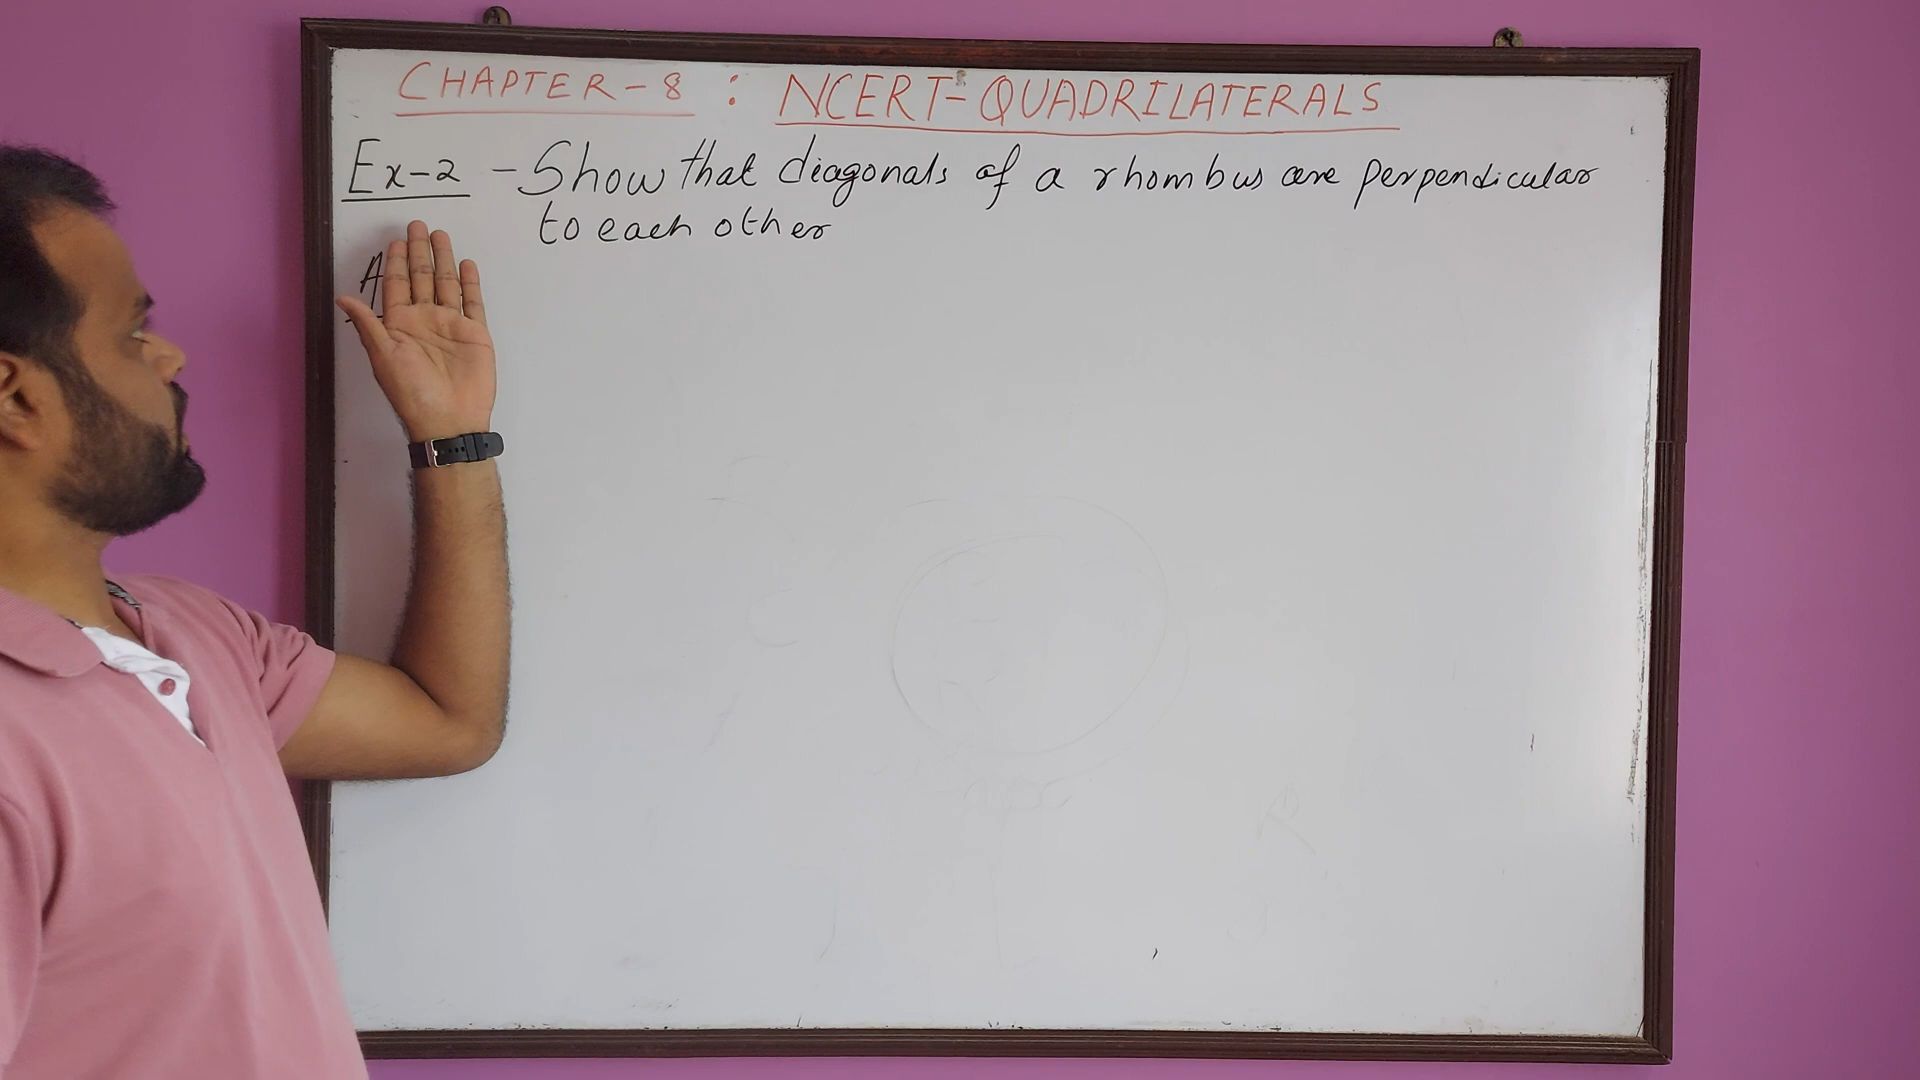 CHAPTER-8 : NCERT-QUADRILATERALS
Ex-2 - Show that diagonals of a rhombus are perpendicular
to each other
A